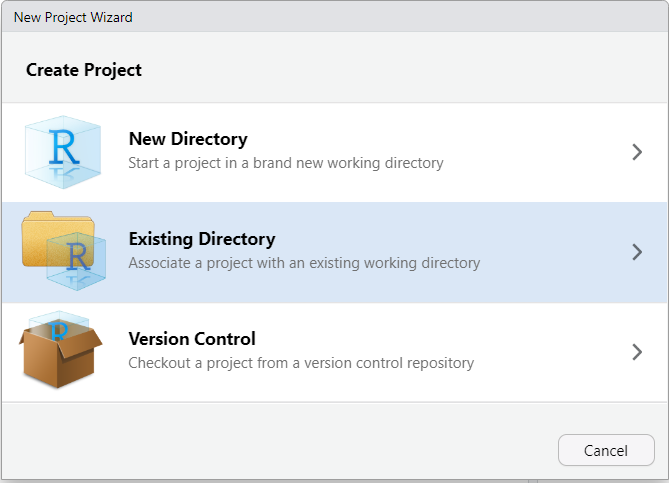 New Project Wizard
Create Project
R
New Directory
Start a project in a brand new working directory
R
Existing Directory
Associate a project with an existing working directory
R
Version Control
Checkout a project from a version control repository
Cancel